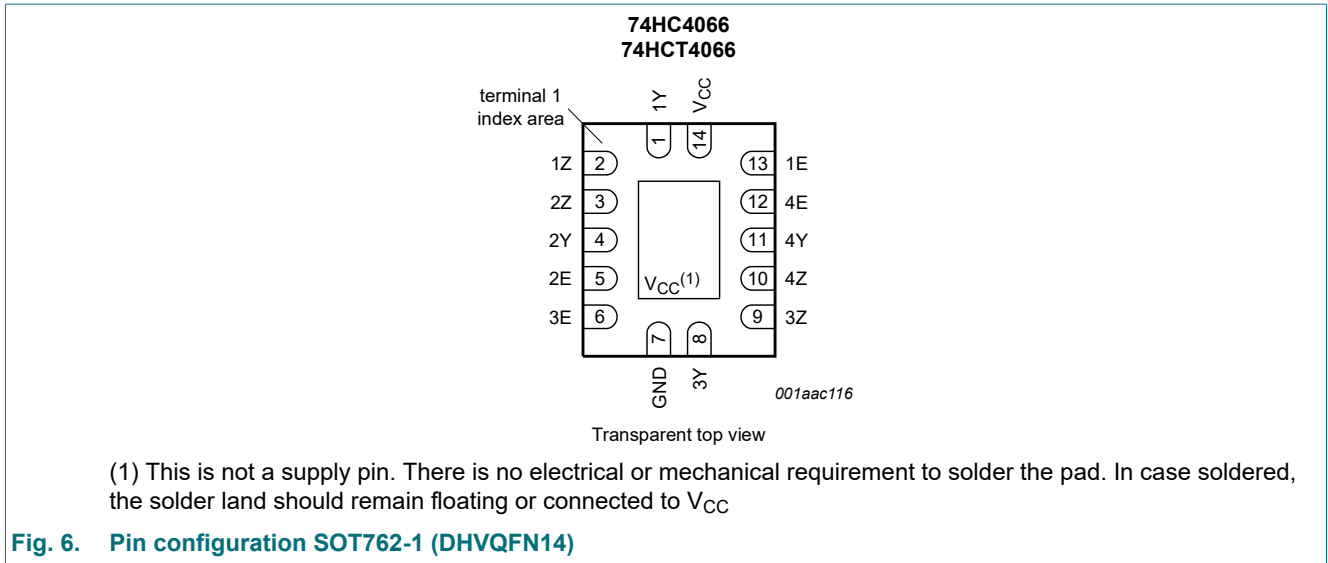 74HC4066
74HCT4066
terminal 1
index area
1Y
VCC
1
14
1Z 2
13 1E
2Z 3
12 4E
2Y 4
11 4Y
2E 5
VCC(1)
10 4Z
3E 6
9 3Z
7
8
GND
3Y
001aac116
Transparent top view
(1) This is not a supply pin. There is no electrical or mechanical requirement to solder the pad. In case soldered,
the solder land should remain floating or connected to VCC
Fig. 6. Pin configuration SOT762-1 (DHVQFN14)